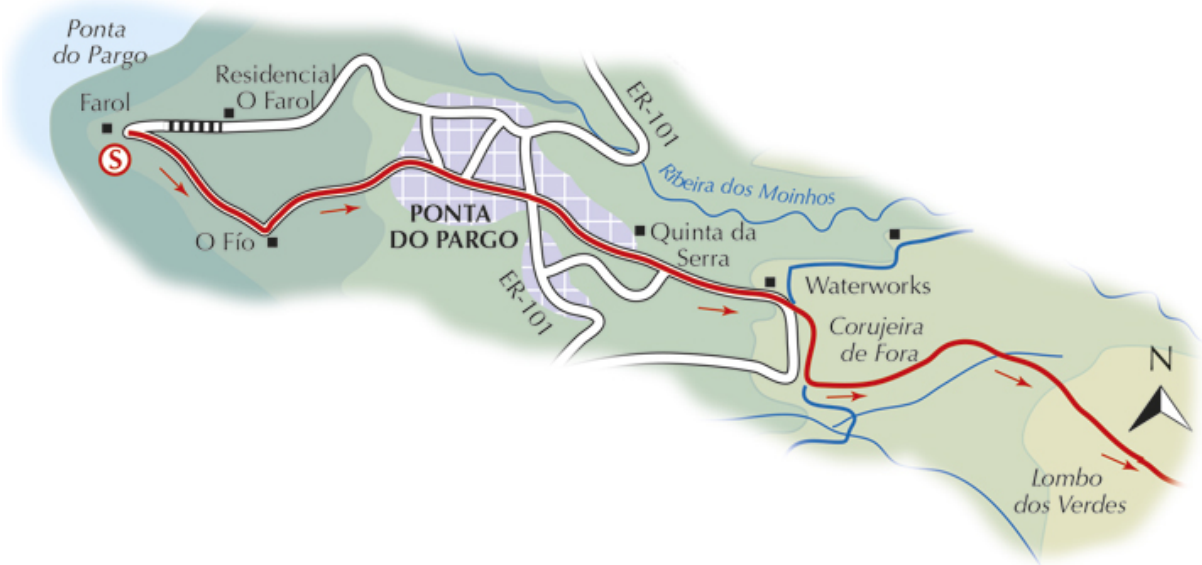 Ponta
do Pargo
Farol
Residencial
O Farol
S
ER-101
Ribeira dos Moinhos
O Fío
PONTA
DO PARGO
Quinta da
Serra
ER-101
Waterworks
Corujeira
de Fora
N
Lombo
dos Verdes